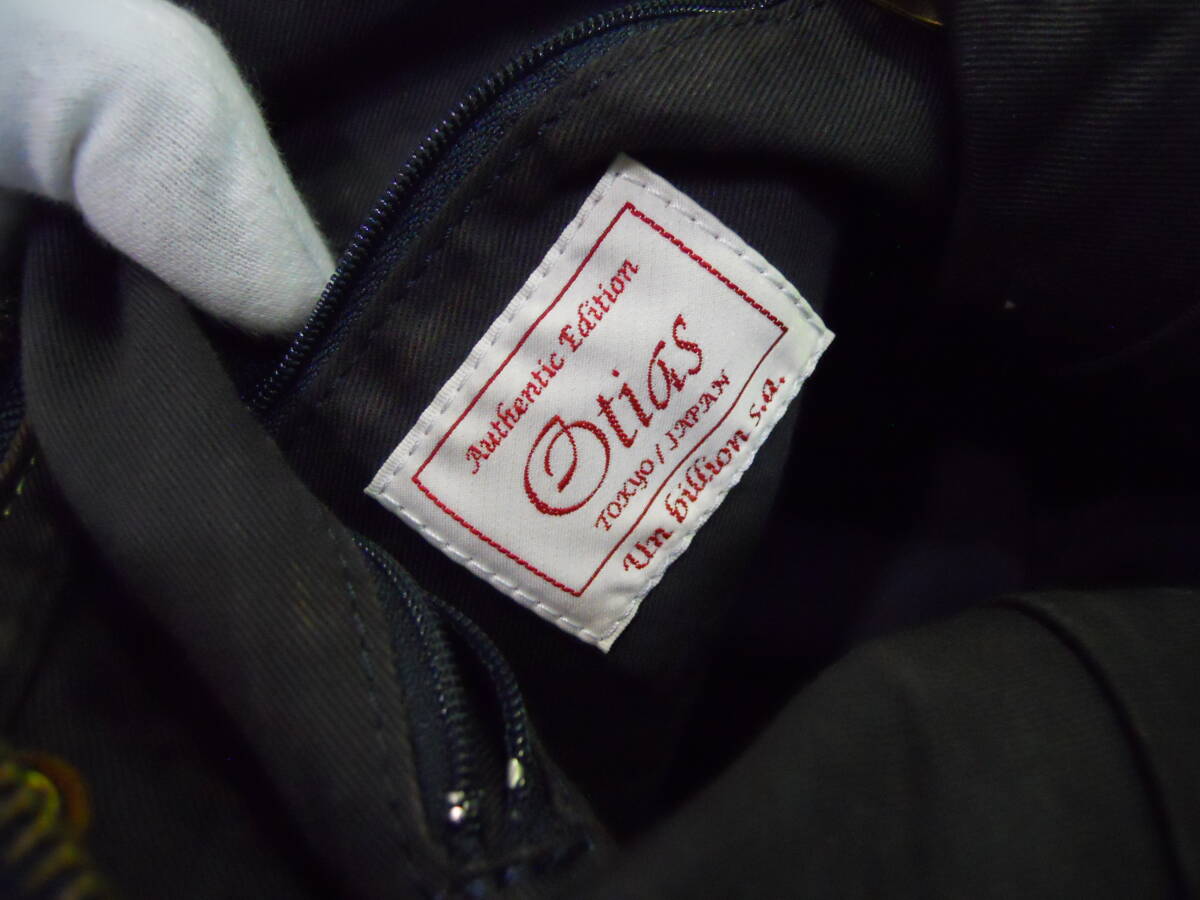 Authentic Edition
Otias
TOKYO / JAPAN
Un billion s.a.